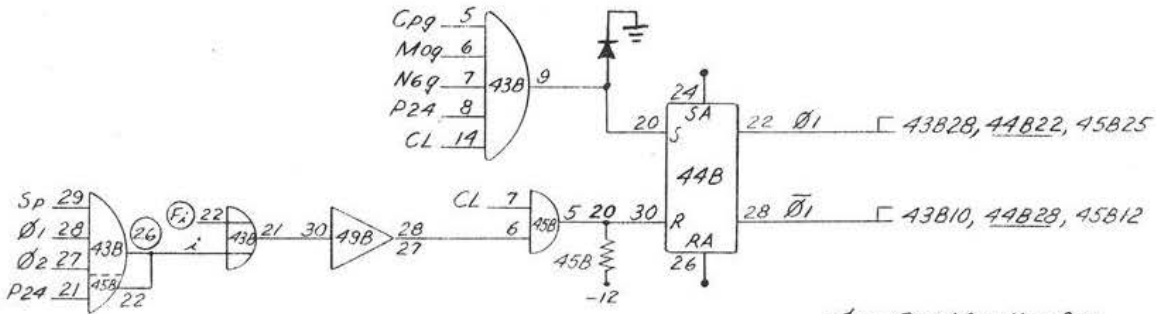 Cpg 5
Mog 6
N6g 7
P24 8
CL 14
43B
9
24
SA
20 S
22 Ø1
43B28, 44B22, 45B25
44B
Sp 29
Ø1 28
Ø2 27
P24 21
43B
45B
26
22
i
Fi 22
43B
21
30
49B
28
27
CL 7
6
45B
5
20
30 R
28 Ø̅1
43B10, 44B28, 45B12
RA
26
45B
-12